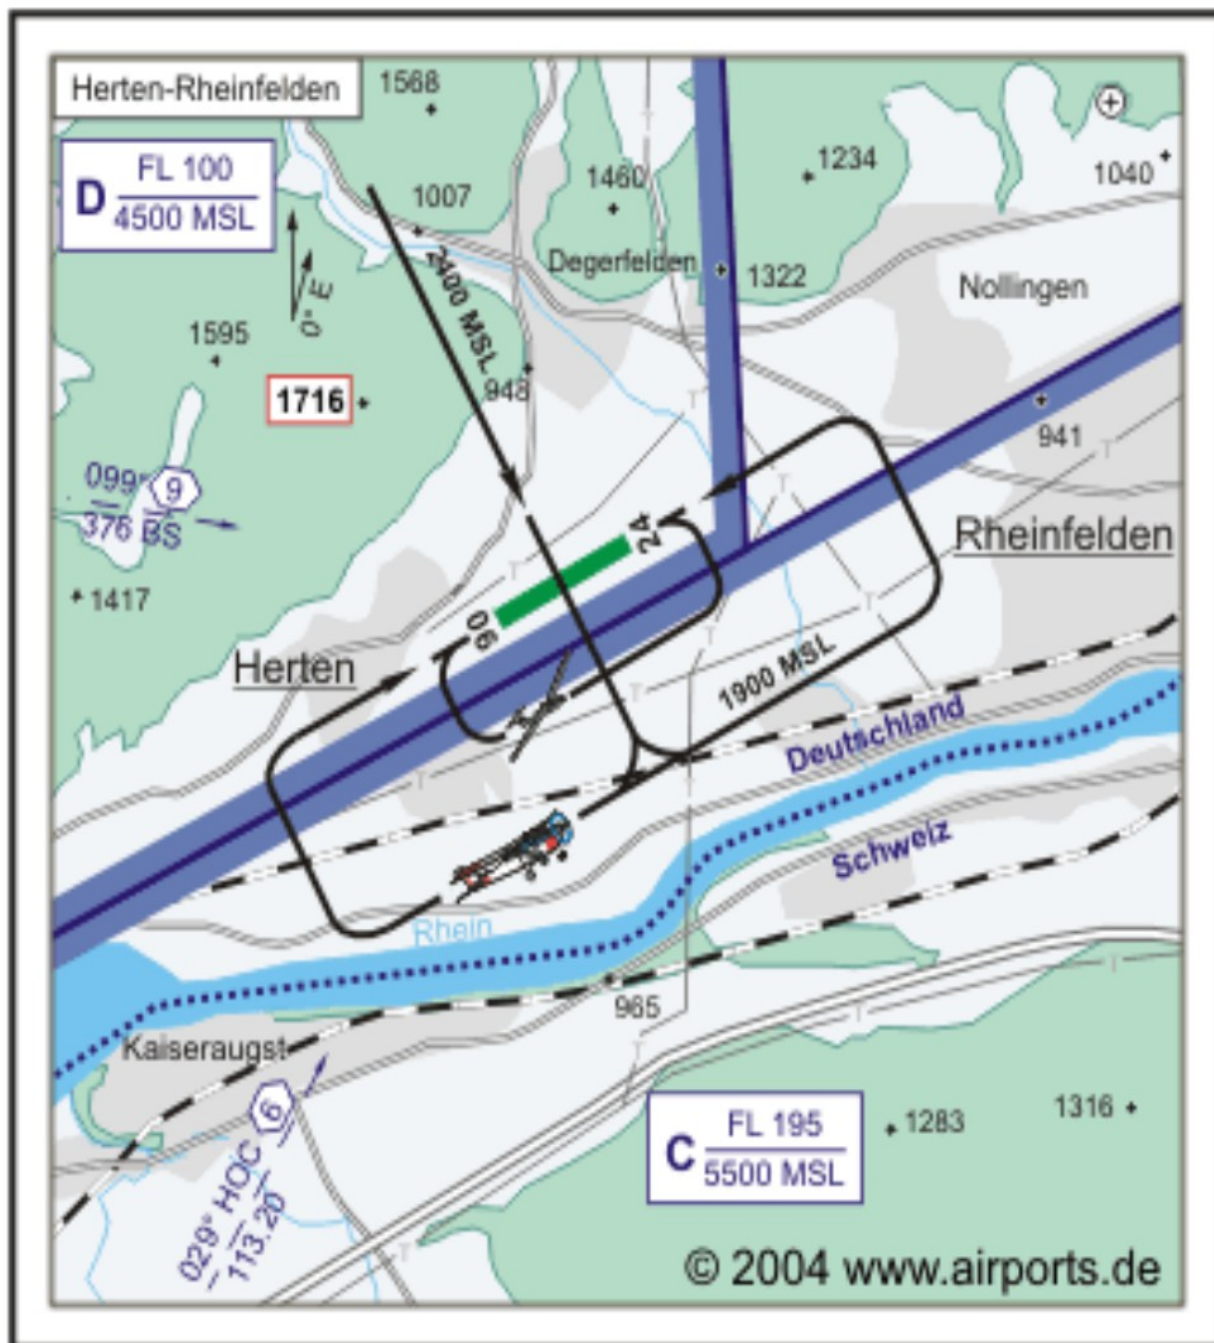 Herten-Rheinfelden
1568
D
FL 100
4500 MSL
1234
1460
1040
1007
Degerfelden
2400 MSL
1322
Nollingen
0° E
1595
948
1716
941
099°
9
376 BS
24
Rheinfelden
1417
06
Herten
1900 MSL
Deutschland
Schweiz
Rhein
965
Kaiseraugst
6
029° HOC
113.20
C
FL 195
5500 MSL
1283
1316
© 2004 www.airports.de